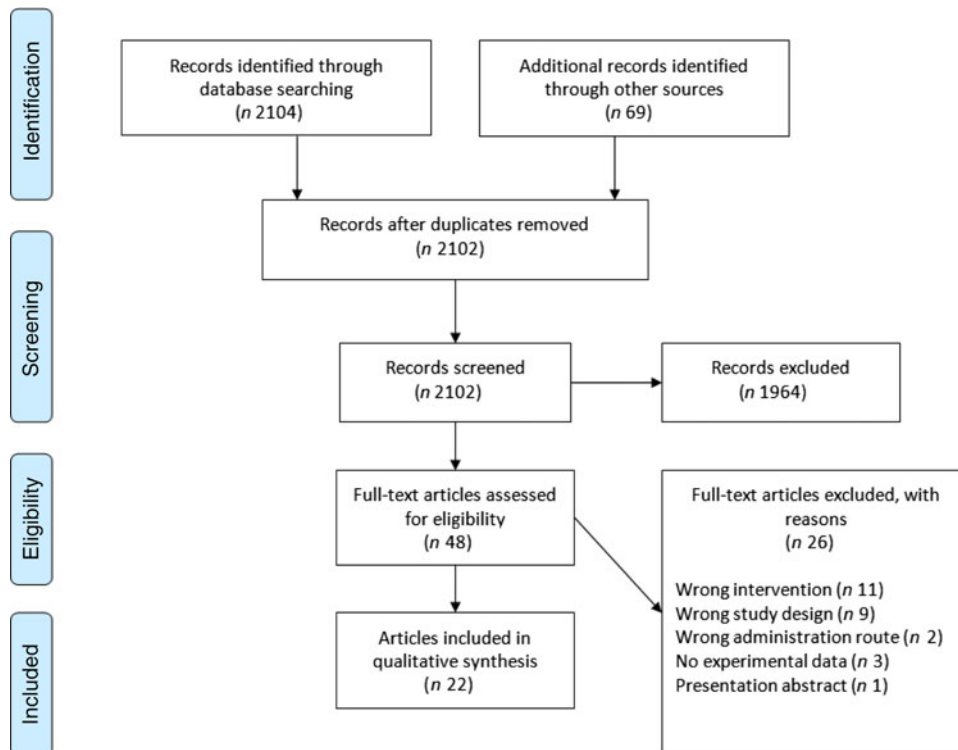 Identification
Records identified through
database searching
(n 2104)
Additional records identified
through other sources
(n 69)
Records after duplicates removed
(n 2102)
Screening
Records screened
(n 2102)
Records excluded
(n 1964)
Eligibility
Full-text articles assessed
for eligibility
(n 48)
Full-text articles excluded, with
reasons
(n 26)
Wrong intervention (n 11)
Wrong study design (n 9)
Wrong administration route (n 2)
No experimental data (n 3)
Presentation abstract (n 1)
Included
Articles included in
qualitative synthesis
(n 22)